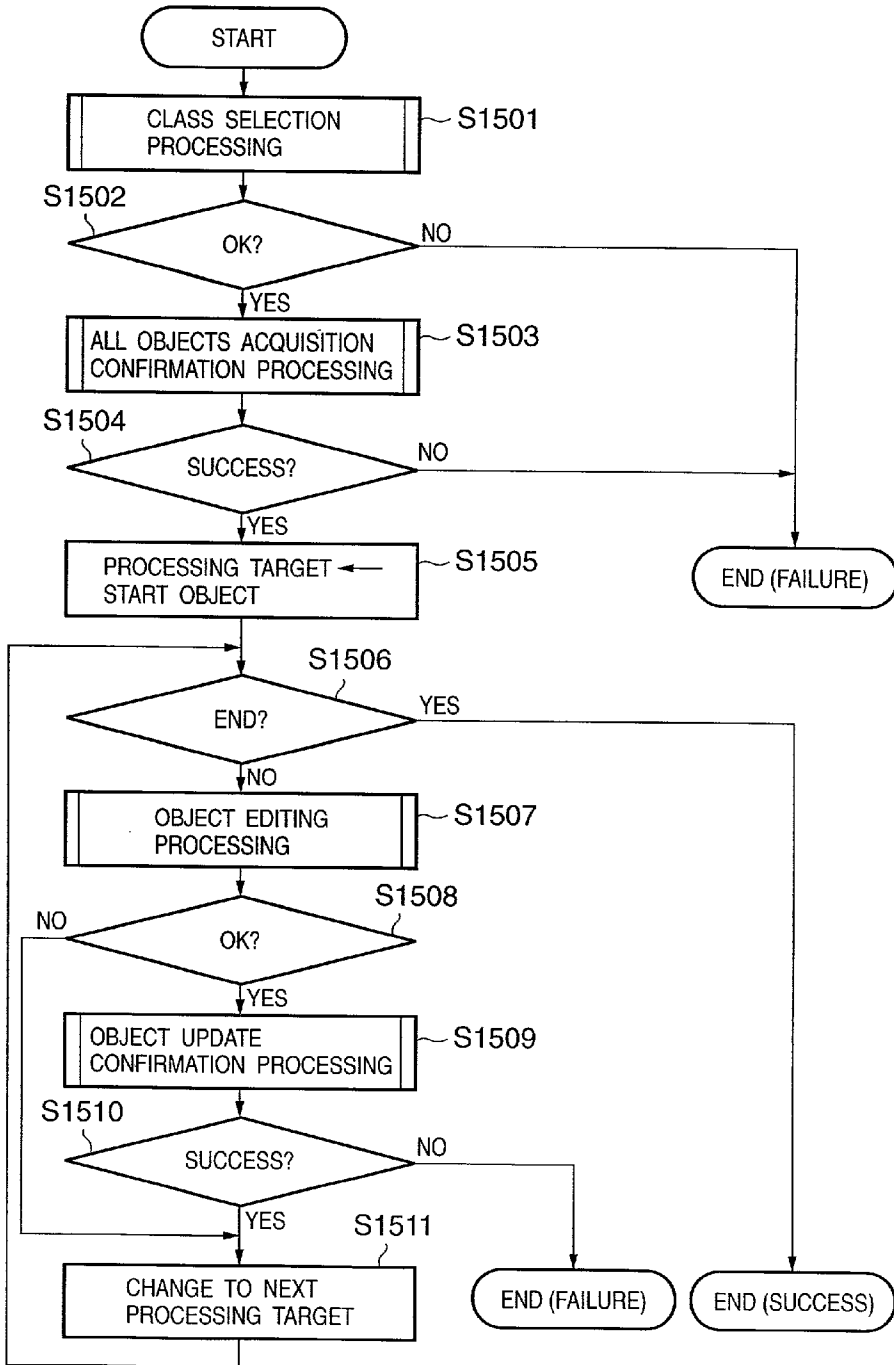 START
CLASS SELECTION
PROCESSING
S1501
S1502
OK?
NO
YES
ALL OBJECTS ACQUISITION
CONFIRMATION PROCESSING
S1503
S1504
SUCCESS?
NO
YES
PROCESSING TARGET ←
START OBJECT
S1505
END (FAILURE)
S1506
END?
YES
NO
OBJECT EDITING
PROCESSING
S1507
S1508
NO
OK?
YES
OBJECT UPDATE
CONFIRMATION PROCESSING
S1509
S1510
SUCCESS?
NO
YES
S1511
CHANGE TO NEXT
PROCESSING TARGET
END (FAILURE)
END (SUCCESS)